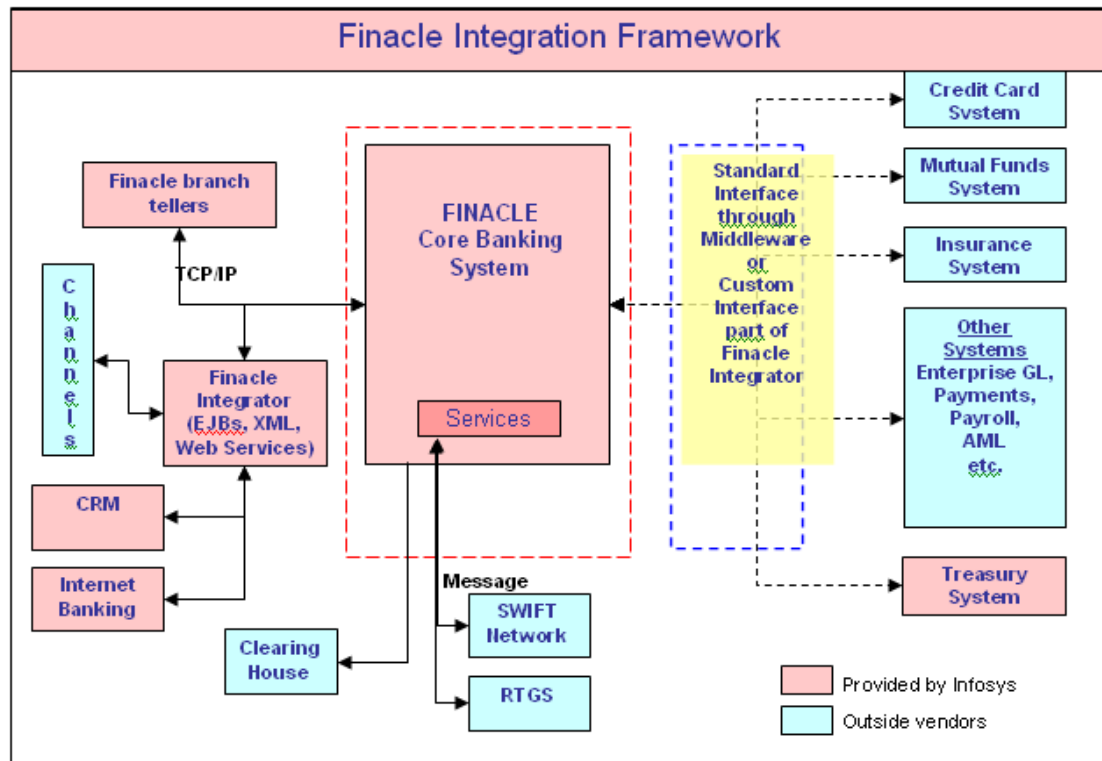 Finacle Integration Framework
Credit Card
System
Finacle branch
tellers
FINACLE
Core Banking
System
Standard
Interface
through
Middleware
or
Custom
Interface
part of
Finacle
Integrator
Mutual Funds
System
Insurance
System
TCP/IP
Channels
Finacle
Integrator
(EJBs, XML,
Web Services)
Services
Other
Systems
Enterprise GL,
Payments,
Payroll,
AML
etc.
CRM
Internet
Banking
Message
SWIFT
Network
Clearing
House
RTGS
Treasury
System
Provided by Infosys
Outside vendors